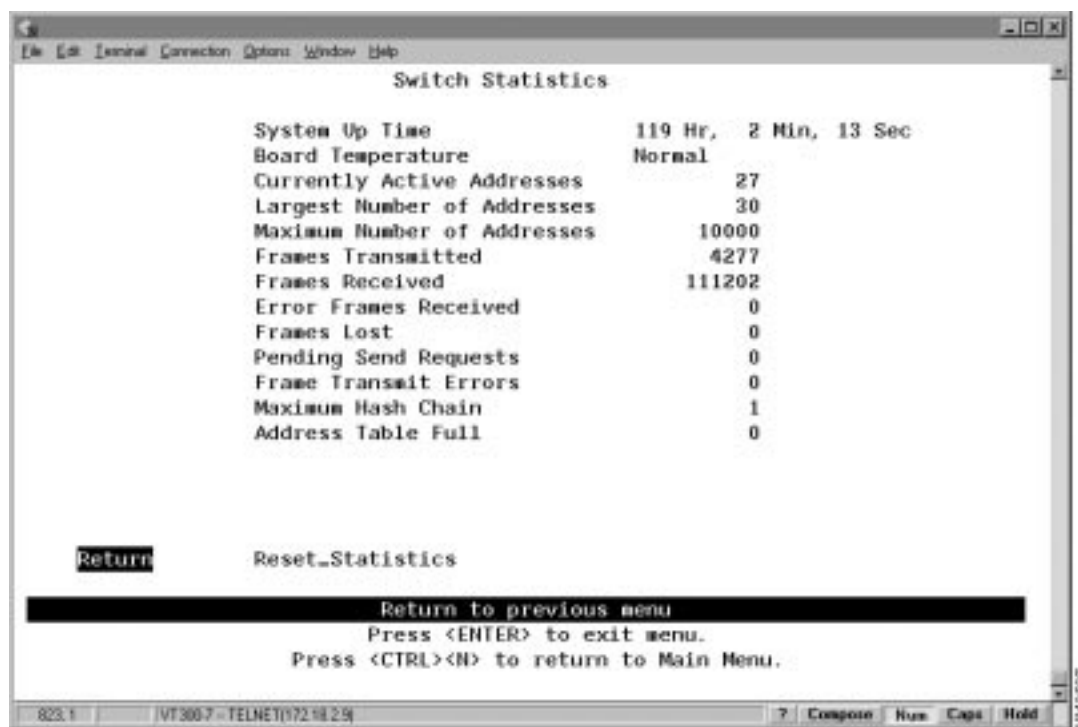 File Edit Terminal Connection Options Window Help
Switch Statistics
System Up Time 119 Hr, 2 Min, 13 Sec
Board Temperature Normal
Currently Active Addresses 27
Largest Number of Addresses 30
Maximum Number of Addresses 10000
Frames Transmitted 4277
Frames Received 111202
Error Frames Received 0
Frames Lost 0
Pending Send Requests 0
Frame Transmit Errors 0
Maximum Hash Chain 1
Address Table Full 0
Return Reset_Statistics
Return to previous menu
Press <ENTER> to exit menu.
Press <CTRL><N> to return to Main Menu.
823, 1 VT300-7 - TELNET(172.18.2.9) ? Compose Num Caps Hold